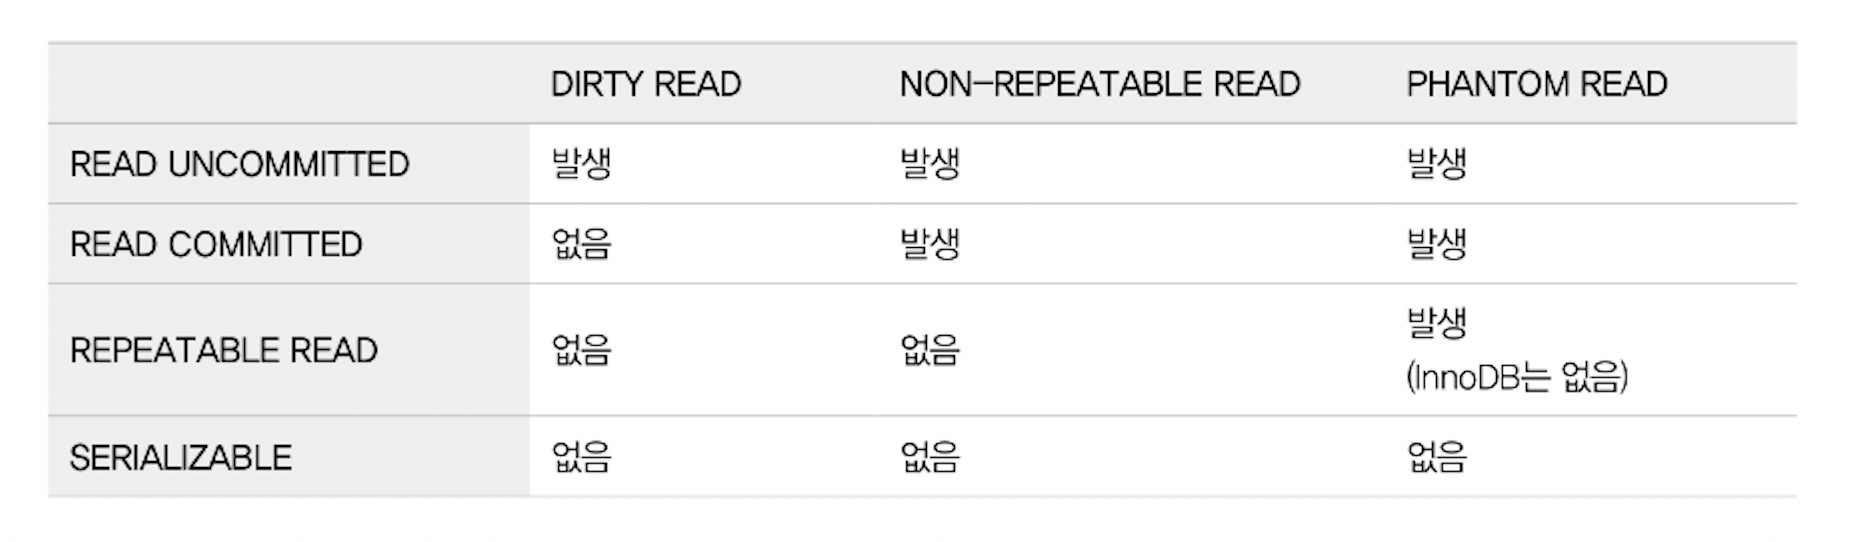 DIRTY READ NON-REPEATABLE READ PHANTOM READ
READ UNCOMMITTED 발생 발생 발생
READ COMMITTED 없음 발생 발생
REPEATABLE READ 없음 없음 발생
(InnoDB는 없음)
SERIALIZABLE 없음 없음 없음